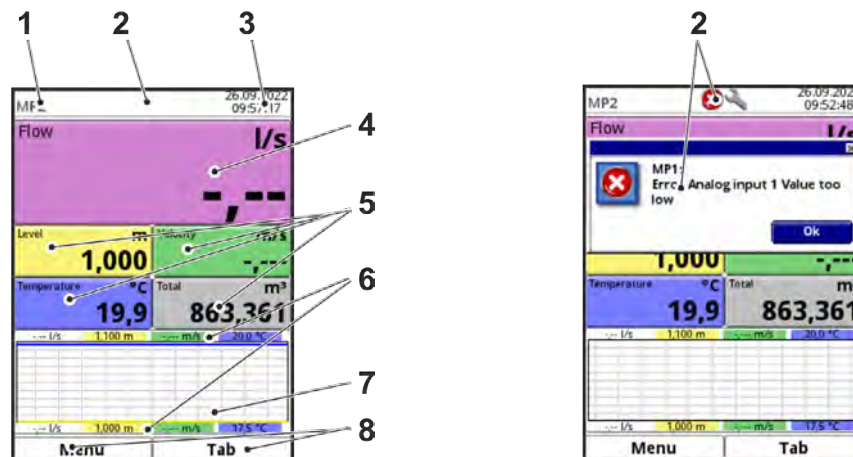 1 2 3
26.09.2022
MP2 09:57:17
Flow
l/s
-,--
4
5
Level m Velocity m/s
1,000 -,---
Temperature °C Total m³
19,9 863,361
6
-,-- l/s 1,100 m -,--- m/s 20,0 °C
7
-,-- l/s 1,000 m -,--- m/s 17,5 °C
8
Menu Tab
2
26.09.202
MP2 09:52:48
Flow l/s
MP1:
Analog input 1 Value too
low
Ok
1,000 -,--
Temperature °C Total m
19,9 863,361
-,-- l/s 1,100 m -,--- m/s 20,0 °C
-,-- l/s 1,000 m -,--- m/s 17,5 °C
Menu Tab